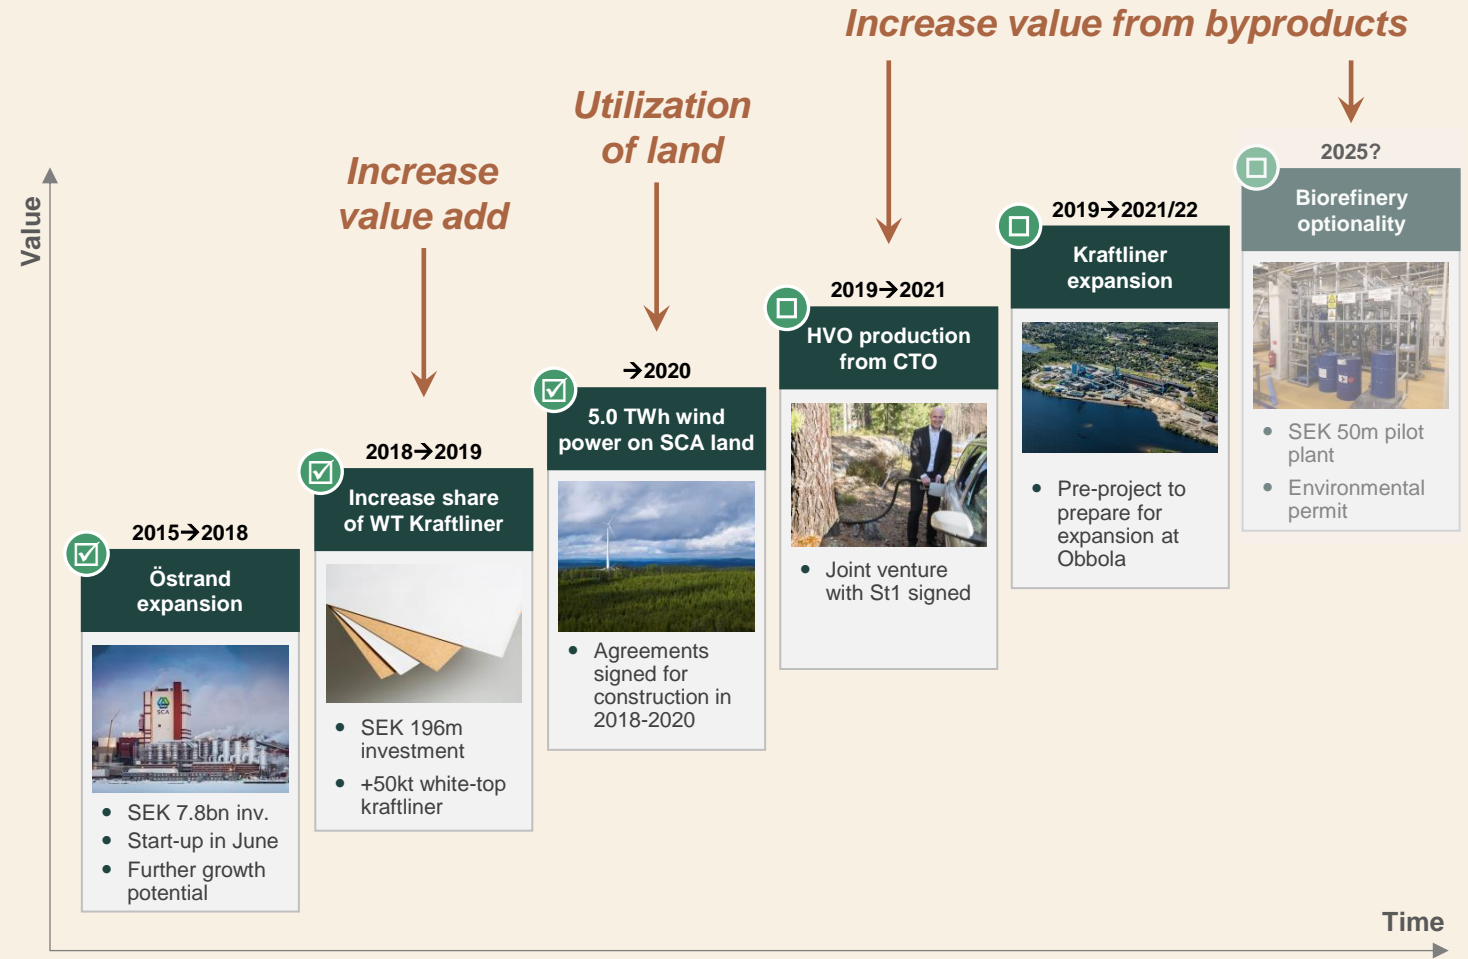 Increase value from byproducts
Utilization
of land
Increase
value add
Value
2015→2018
Östrand
expansion
SCA
• SEK 7.8bn inv.
• Start-up in June
• Further growth
potential
2018→2019
Increase share
of WT Kraftliner
• SEK 196m
investment
• +50kt white-top
kraftliner
→2020
5.0 TWh wind
power on SCA land
• Agreements
signed for
construction in
2018-2020
2019→2021
HVO production
from CTO
• Joint venture
with St1 signed
2019→2021/22
Kraftliner
expansion
• Pre-project to
prepare for
expansion at
Obbola
2025?
Biorefinery
optionality
• SEK 50m pilot
plant
• Environmental
permit
Time